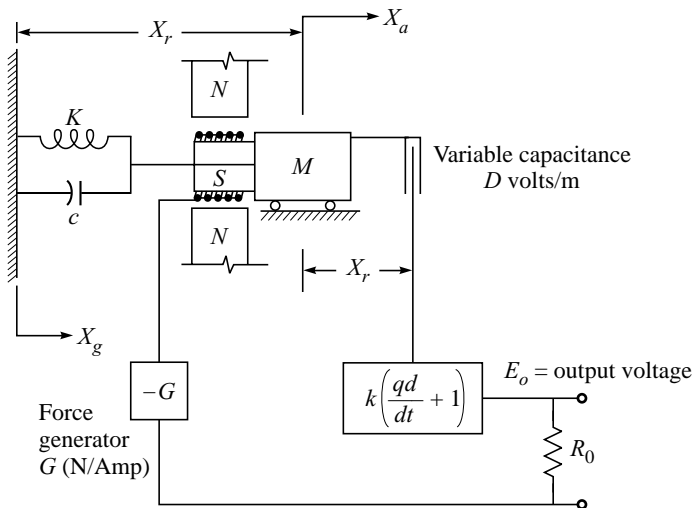 X_r
X_a
N
K
M
S
c
N
Variable capacitance
D volts/m
X_r
X_g
-G
k(qd/dt + 1)
E_o = output voltage
Force
generator
G (N/Amp)
R_0